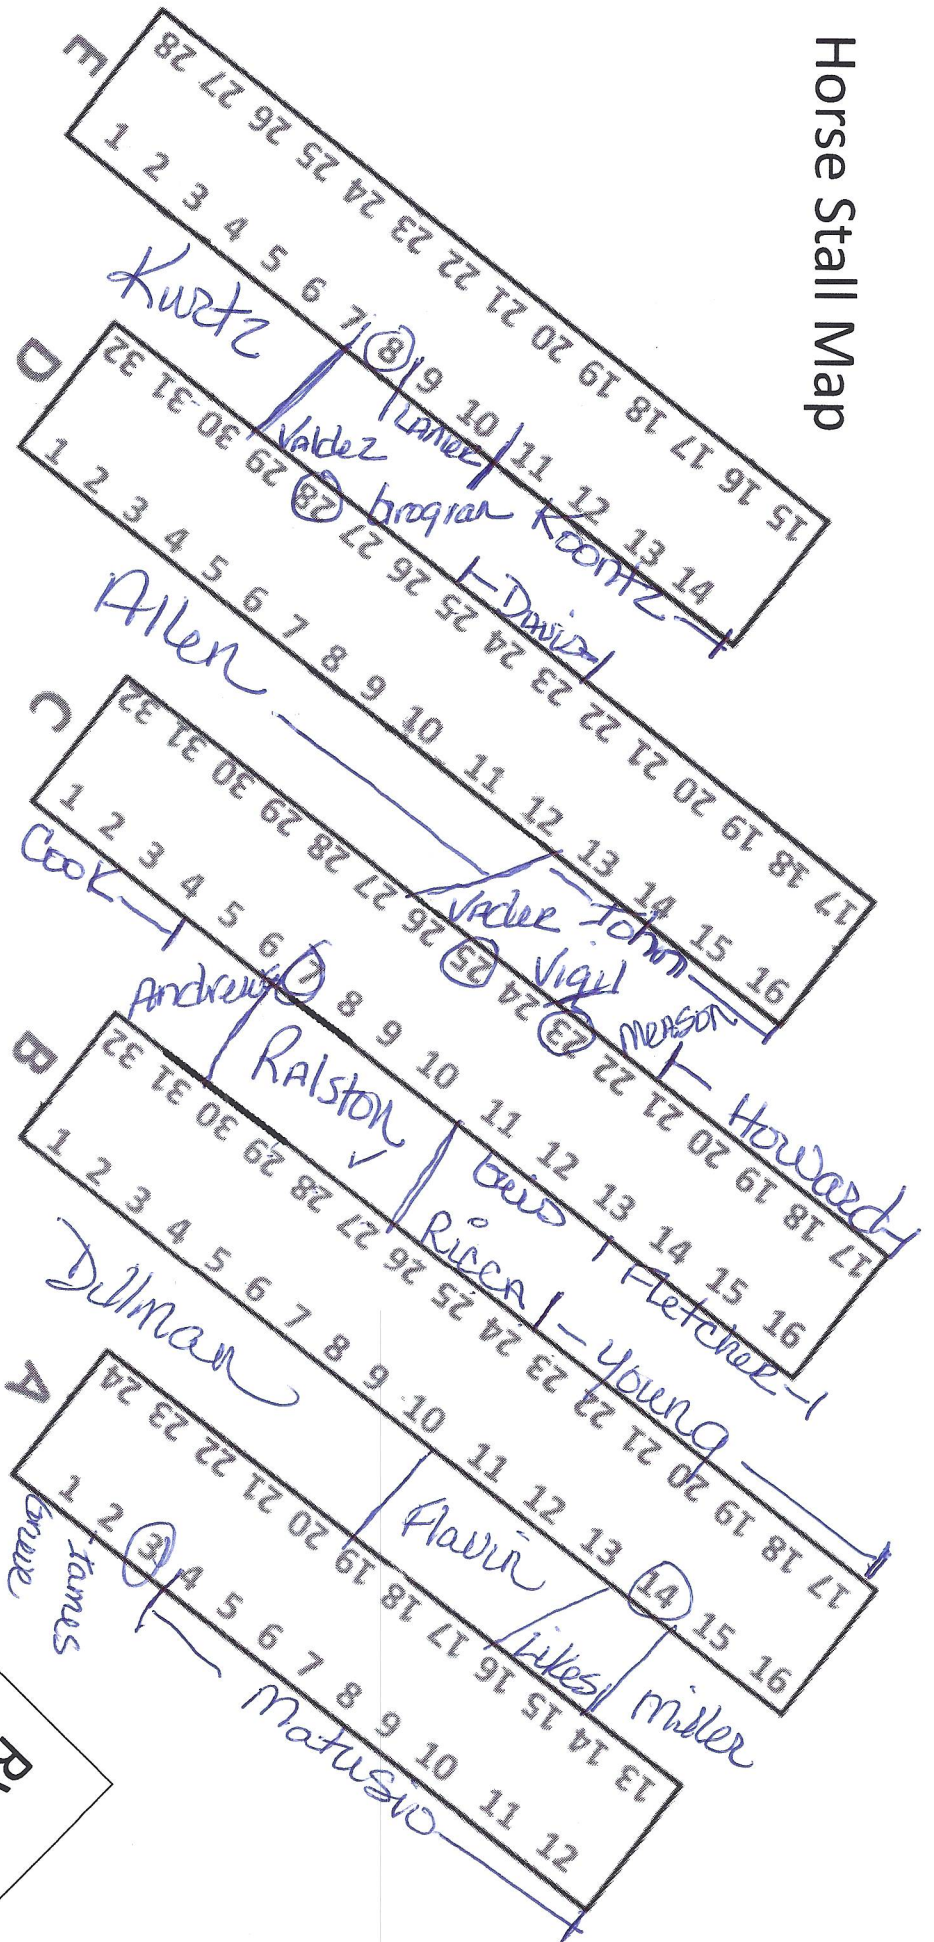 Horse Stall Map
E
28 27 26 25 24 23 22 21 20 19 18 17 16 15
1 2 3 4 5 6 7 8 9 10 11 12 13 14
Kurtz
Valdez
Grogran
Koontz
David
D
32 31 30 29 28 27 26 25 24 23 22 21 20 19 18 17
1 2 3 4 5 6 7 8 9 10 11 12 13 14 15 16
Allen
Vader
John
Vigil
Meason
Howard
C
32 31 30 29 28 27 26 25 24 23 22 21 20 19 18 17
1 2 3 4 5 6 7 8 9 10 11 12 13 14 15 16
Cook
Andrews
Ralston
Ricca
Fletcher
Young
B
32 31 30 29 28 27 26 25 24 23 22 21 20 19 18 17
1 2 3 4 5 6 7 8 9 10 11 12 13 14 15 16
Dillman
Flavin
Likes
Miller
A
24 23 22 21 20 19 18 17 16 15 14 13
1 2 3 4 5 6 7 8 9 10 11 12
James
Matusio